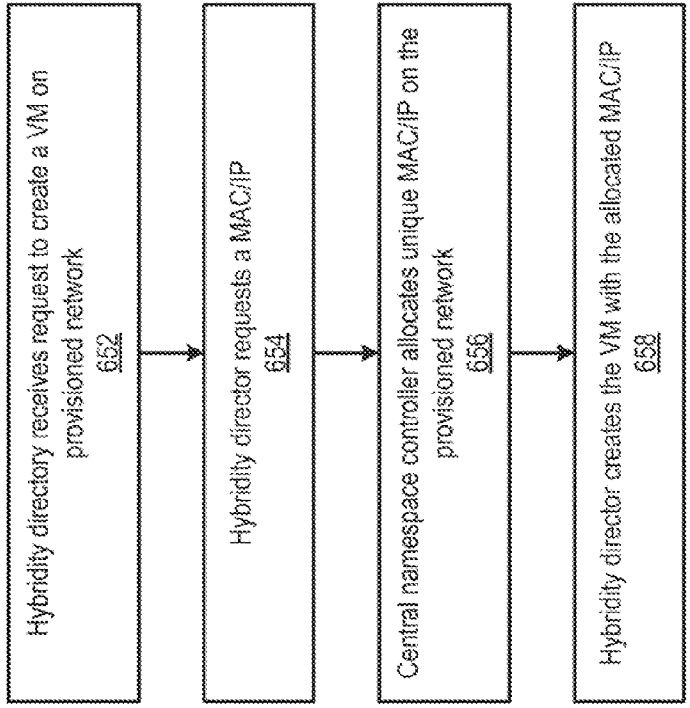 Hybridity directory receives request to create a VM on
provisioned network
652
Hybridity director requests a MAC/IP
654
Central namespace controller allocates unique MAC/IP on the
provisioned network
656
Hybridity director creates the VM with the allocated MAC/IP
658